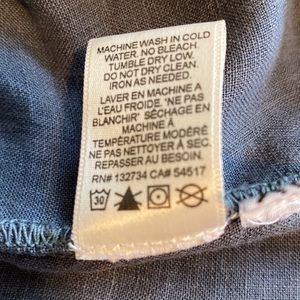 MACHINE WASH IN COLD
WATER. NO BLEACH.
TUMBLE DRY LOW.
DO NOT DRY CLEAN.
IRON AS NEEDED.
LAVER EN MACHINE A
L'EAU FROIDE. 'NE PAS
BLANCHIR' SÉCHAGE EN
MACHINE À
TEMPÉRATURE MODÉRÉ
NE PAS NETTOYER À SEC.
REPASSER AU BESOIN.
RN# 132734 CA# 54517
30